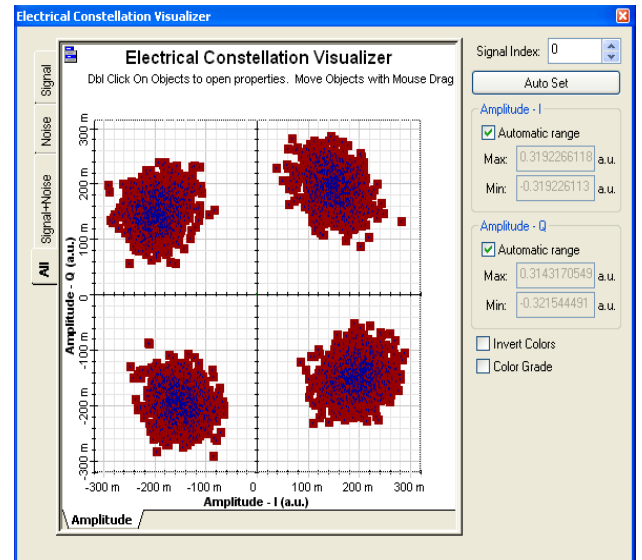 Electrical Constellation Visualizer
Signal
Noise
Signal+Noise
All
Electrical Constellation Visualizer
Dbl Click On Objects to open properties. Move Objects with Mouse Drag
Amplitude - Q (a.u.)
300 m
200 m
100 m
0
-100 m
-200 m
-300 m
-300 m -200 m -100 m 0 100 m 200 m 300 m
Amplitude - I (a.u.)
Amplitude
Signal Index: 0
Auto Set
Amplitude - I
Automatic range
Max: 0.3192266118 a.u.
Min: -0.319226113 a.u.
Amplitude - Q
Automatic range
Max: 0.3143170549 a.u.
Min: -0.321544491 a.u.
Invert Colors
Color Grade